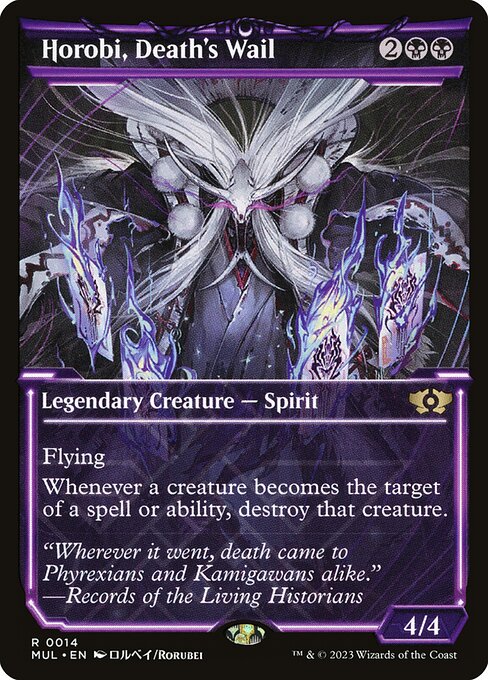 Horobi, Death's Wail 2
Legendary Creature — Spirit
Flying
Whenever a creature becomes the target
of a spell or ability, destroy that creature.
“Wherever it went, death came to
Phyrexians and Kamigawans alike.”
—Records of the Living Historians
4/4
R 0014
MUL • EN ロルベイ/Rorubei
™ & © 2023 Wizards of the Coast